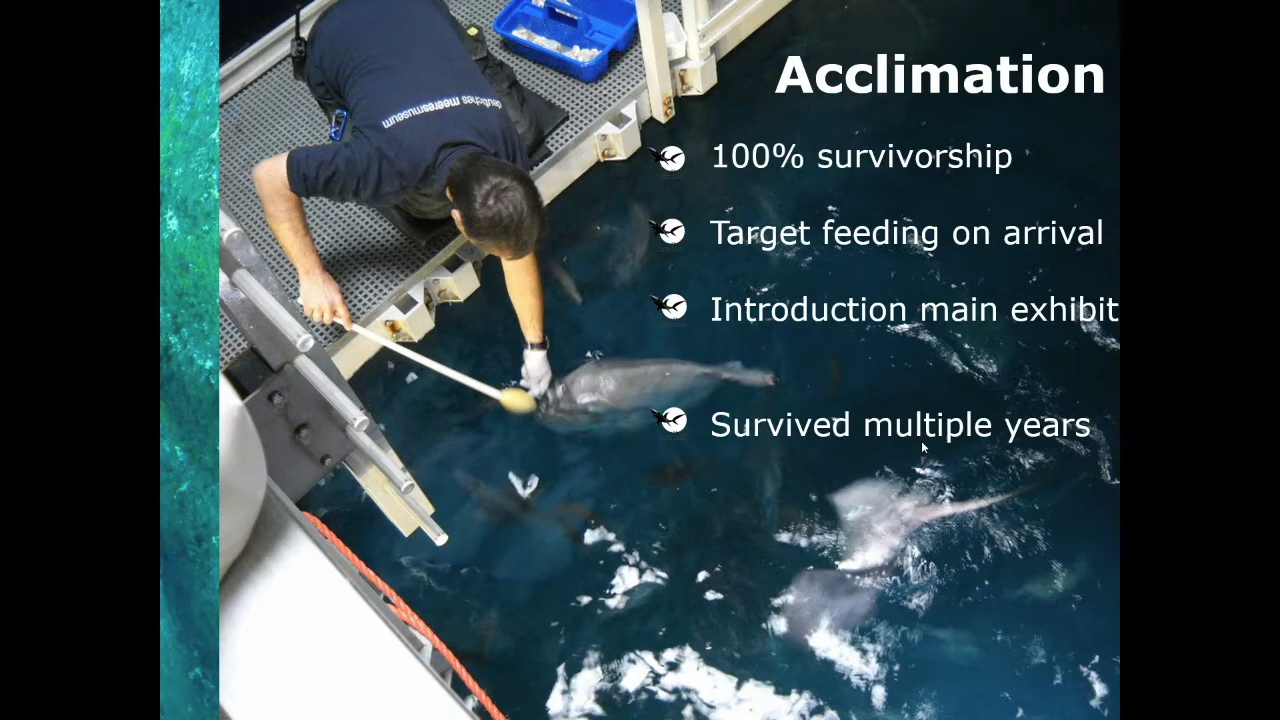 Acclimation
100% survivorship
Target feeding on arrival
Introduction main exhibit
Survived multiple years
deutsches meeresmuseum